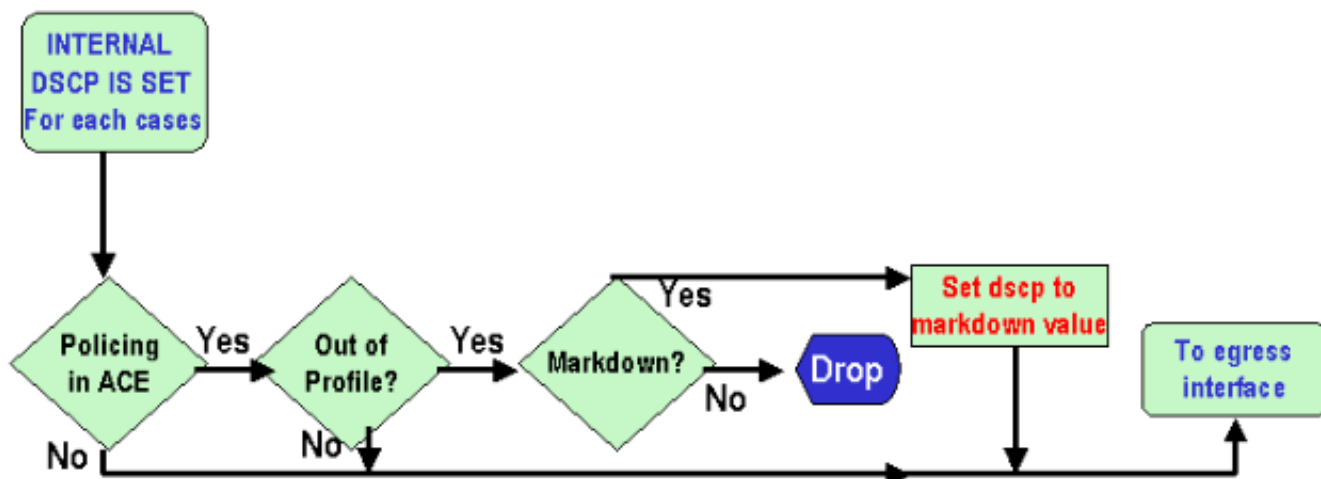 INTERNAL
DSCP IS SET
For each cases
Policing
in ACE
Yes
No
Out of
Profile?
Yes
No
Markdown?
Yes
No
Drop
Set dscp to
markdown value
To egress
interface